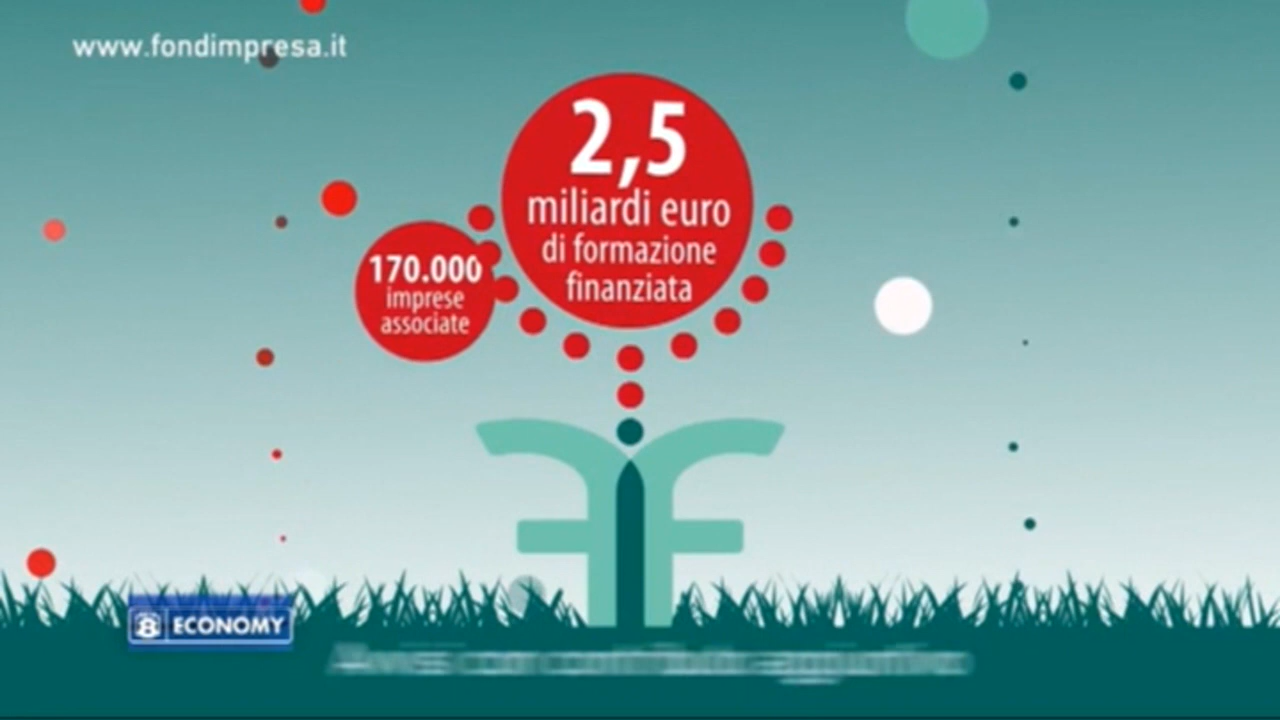 www.fondimpresa.it
2,5
miliardi euro
di formazione
finanziata
170.000
imprese
associate
ECONOMY